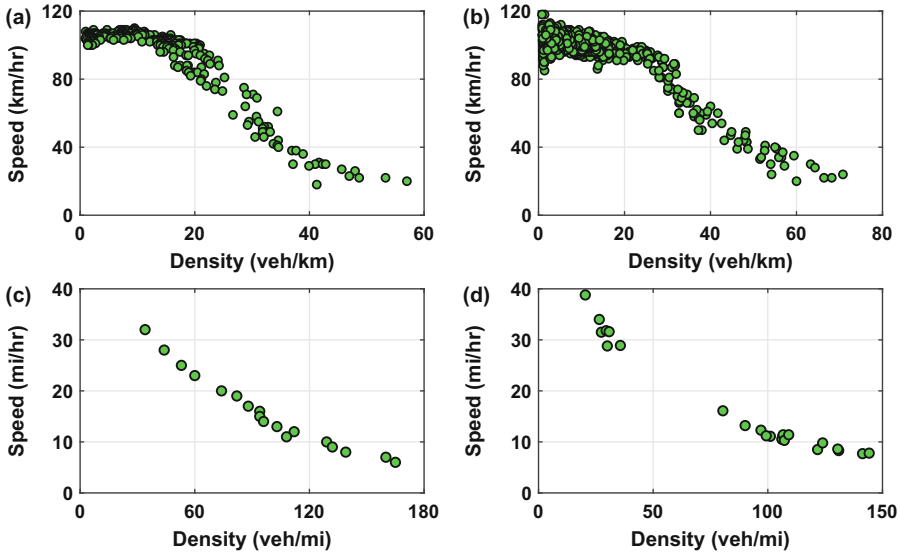 (a)
120
80
40
0
Speed (km/hr)
0 20 40 60
Density (veh/km)
(b)
120
80
40
0
Speed (km/hr)
0 20 40 60 80
Density (veh/km)
(c)
40
30
20
10
0
Speed (mi/hr)
0 60 120 180
Density (veh/mi)
(d)
40
30
20
10
0
Speed (mi/hr)
0 50 100 150
Density (veh/mi)